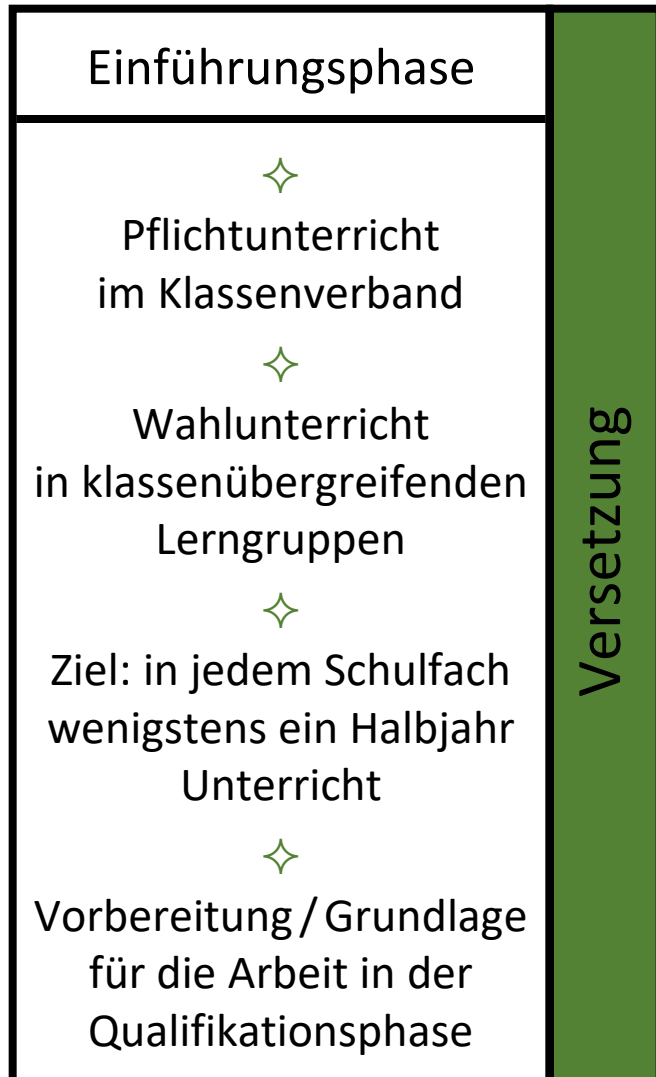 Einführungsphase
Pflichtunterricht
im Klassenverband
Wahlunterricht
in klassenübergreifenden
Lerngruppen
Ziel: in jedem Schulfach
wenigstens ein Halbjahr
Unterricht
Vorbereitung / Grundlage
für die Arbeit in der
Qualifikationsphase
Versetzung